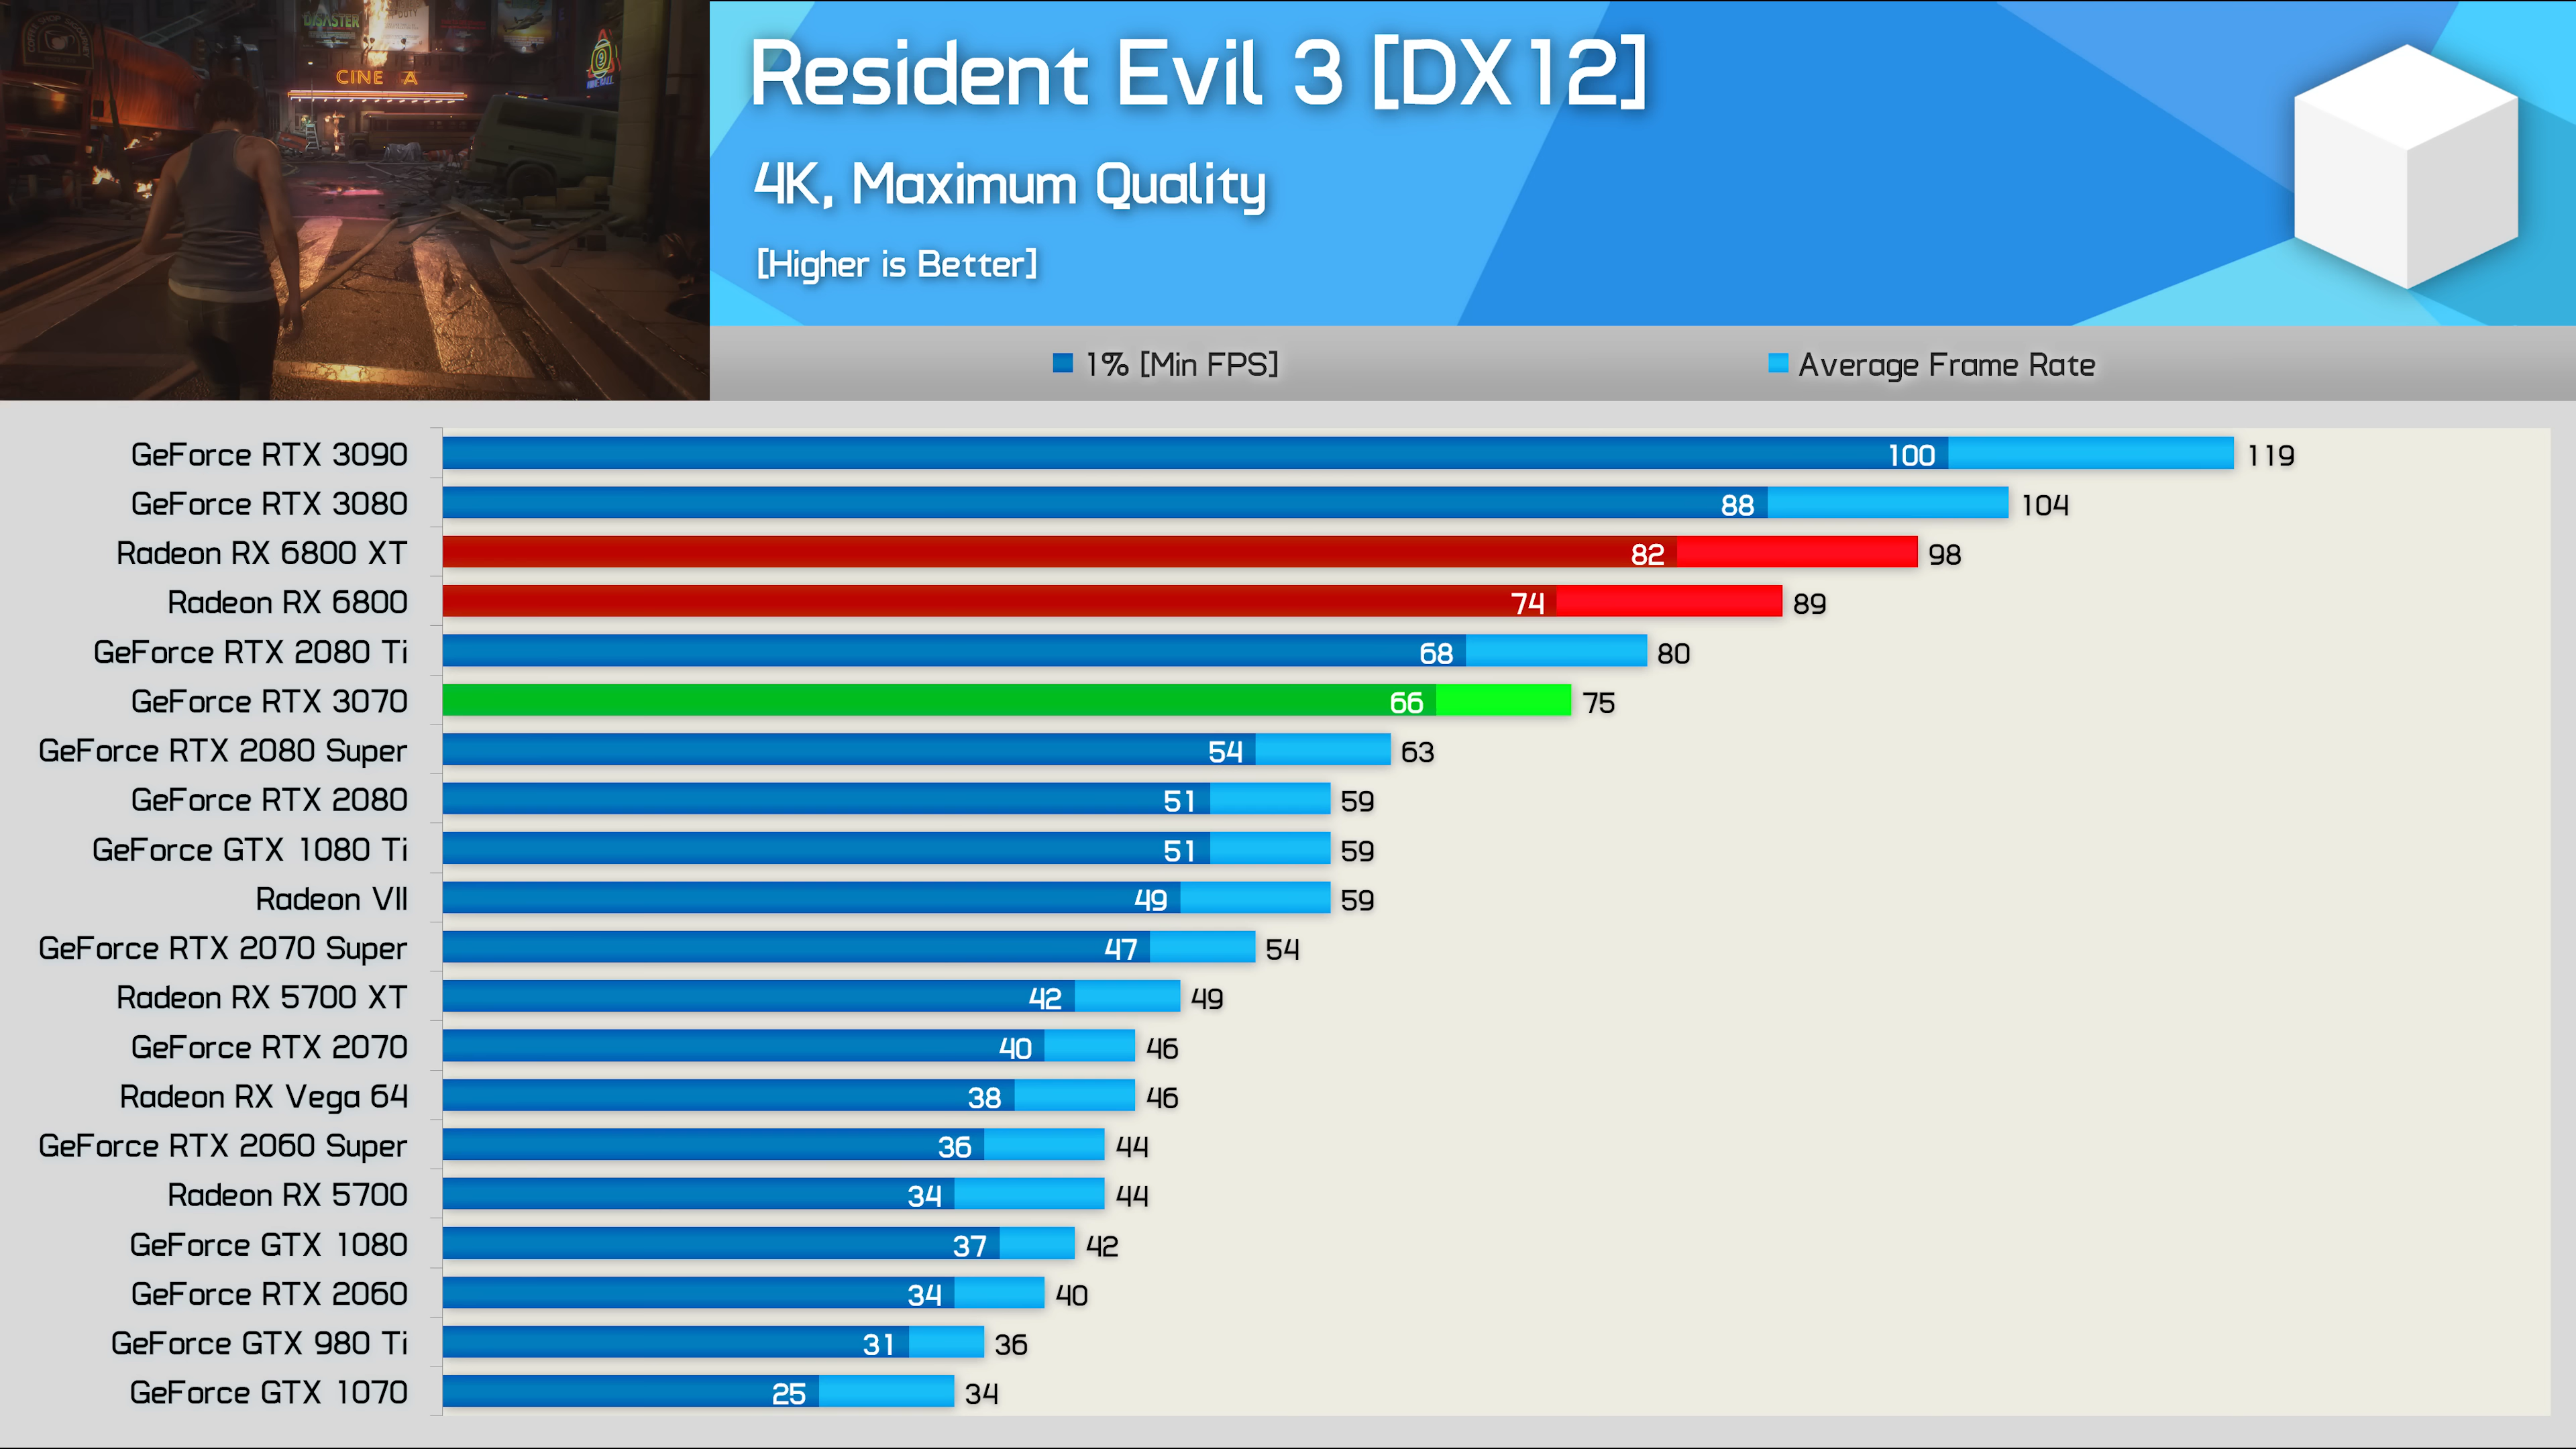 DISASTER
CINE A
Resident Evil 3 [DX12]
4K, Maximum Quality
[Higher is Better]
1% [Min FPS]
Average Frame Rate
GeForce RTX 3090 100 119
GeForce RTX 3080 88 104
Radeon RX 6800 XT 82 98
Radeon RX 6800 74 89
GeForce RTX 2080 Ti 68 80
GeForce RTX 3070 66 75
GeForce RTX 2080 Super 54 63
GeForce RTX 2080 51 59
GeForce GTX 1080 Ti 51 59
Radeon VII 49 59
GeForce RTX 2070 Super 47 54
Radeon RX 5700 XT 42 49
GeForce RTX 2070 40 46
Radeon RX Vega 64 38 46
GeForce RTX 2060 Super 36 44
Radeon RX 5700 34 44
GeForce GTX 1080 37 42
GeForce RTX 2060 34 40
GeForce GTX 980 Ti 31 36
GeForce GTX 1070 25 34